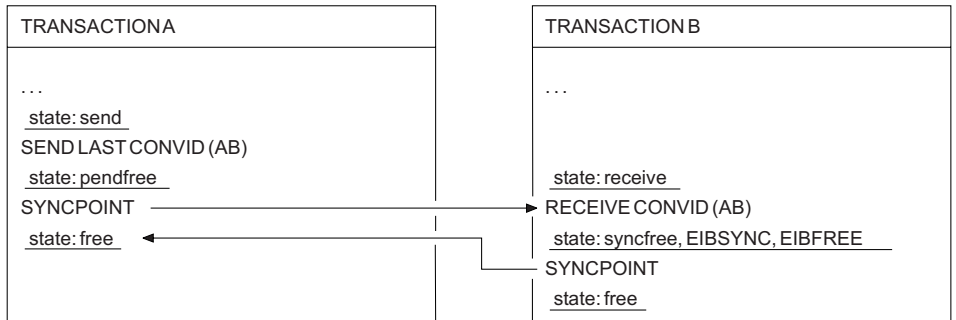 TRANSACTION A
...
state: send
SEND LAST CONVID (AB)
state: pendfree
SYNCPOINT
state: free
TRANSACTION B
...
state: receive
RECEIVE CONVID (AB)
state: syncfree, EIBSYNC, EIBFREE
SYNCPOINT
state: free